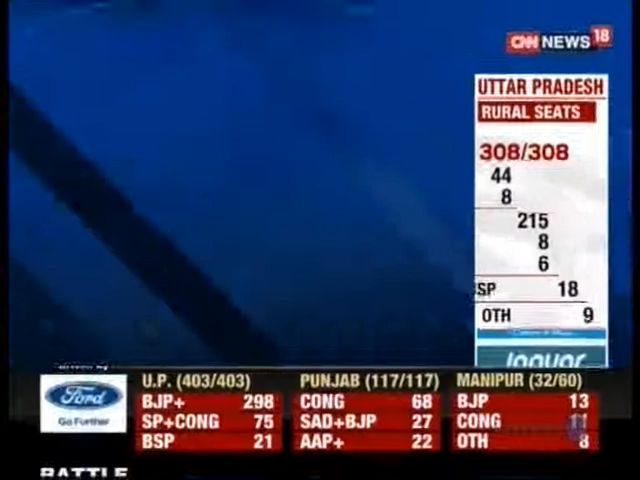 CNN NEWS 18
UTTAR PRADESH
RURAL SEATS
308/308
44
8
215
8
6
SP 18
OTH 9
Jaguar
Ford
Go Further
U.P. (403/403)
BJP+ 298
SP+CONG 75
BSP 21
PUNJAB (117/117)
CONG 68
SAD+BJP 27
AAP+ 22
MANIPUR (32/60)
BJP 13
CONG 11
OTH 8
BATTLE